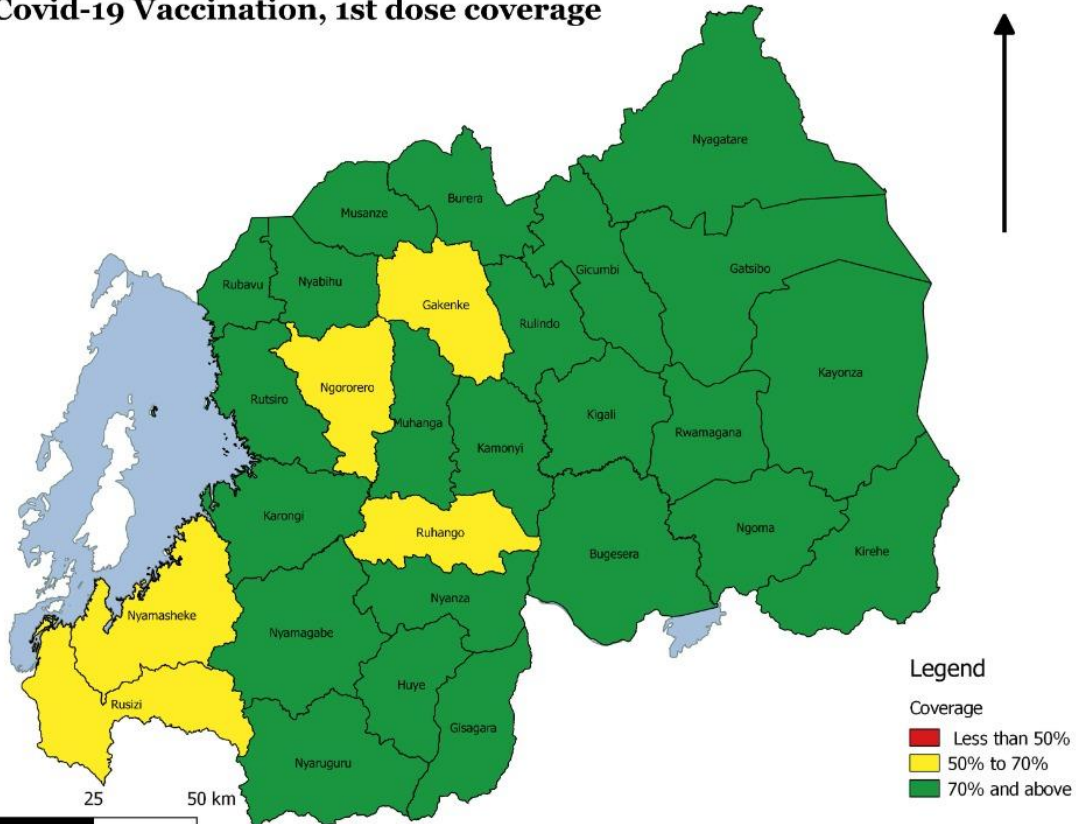 Covid-19 Vaccination, 1st dose coverage
Nyagatare
Burera
Musanze
Gatsibo
Gicumbi
Rubavu
Nyabihu
Gakenke
Rulindo
Kayonza
Ngororero
Rutsiro
Kigali
Muhanga
Rwamagana
Kamonyi
Karongi
Ngoma
Ruhango
Kirehe
Bugesera
Nyanza
Nyamasheke
Nyamagabe
Huye
Rusizi
Gisagara
Nyaruguru
Legend
Coverage
Less than 50%
50% to 70%
70% and above
25 50 km